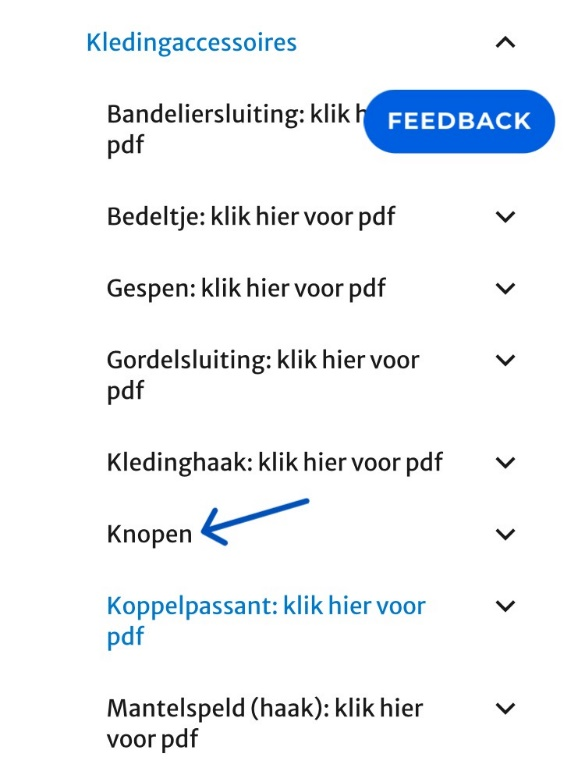 Kledingaccessoires
Bandeliersluiting: klik
FEEDBACK
pdf
Bedeltje: klik hier voor pdf
Gespen: klik hier voor pdf
Gordelsluiting: klik hier voor
pdf
Kledinghaak: klik hier voor pdf
Knopen
Koppelpassant: klik hier voor
pdf
Mantelspeld (haak): klik hier
voor pdf